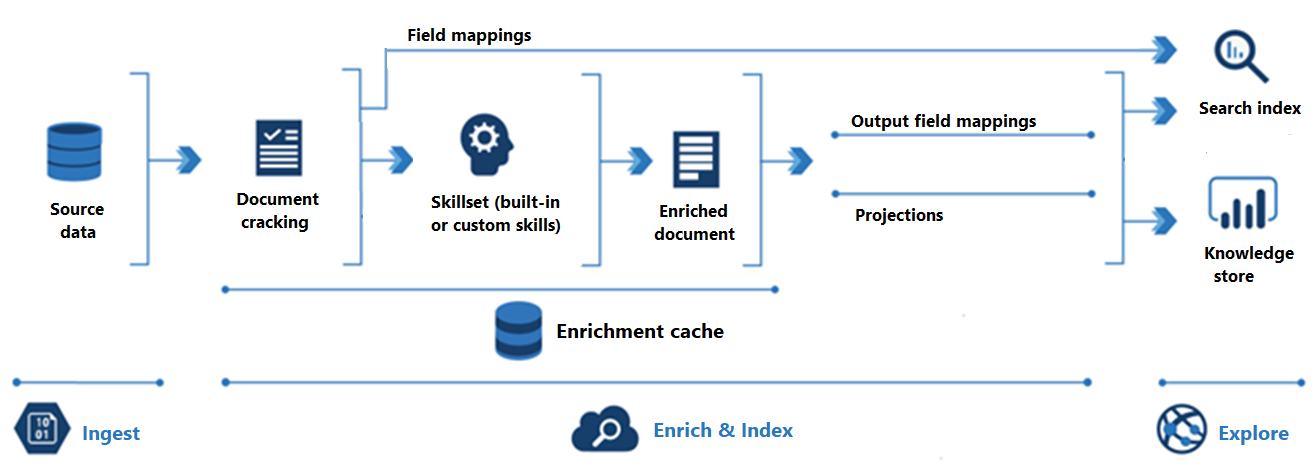 Field mappings
Search index
Output field mappings
Source
data
Document
cracking
Skillset (built-in
or custom skills)
Enriched
document
Projections
Knowledge
store
Enrichment cache
10
01
Ingest
Enrich & Index
Explore